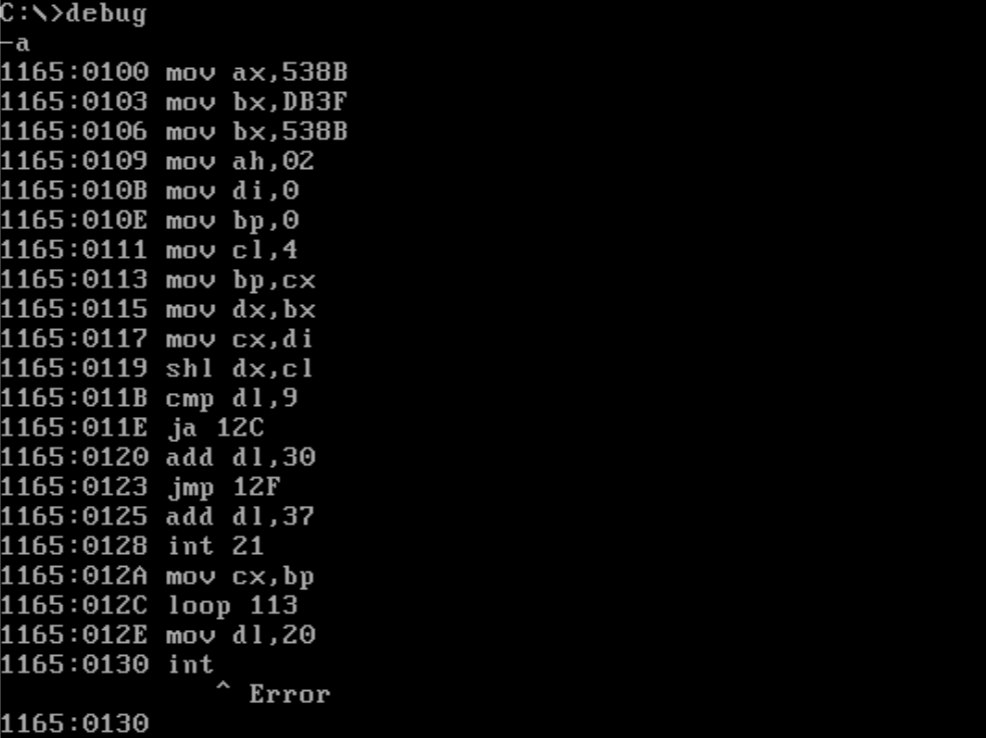 C:\>debug
-a
1165:0100 mov ax,538B
1165:0103 mov bx,DB3F
1165:0106 mov bx,538B
1165:0109 mov ah,02
1165:010B mov di,0
1165:010E mov bp,0
1165:0111 mov cl,4
1165:0113 mov bp,cx
1165:0115 mov dx,bx
1165:0117 mov cx,di
1165:0119 shl dx,cl
1165:011B cmp dl,9
1165:011E ja 12C
1165:0120 add dl,30
1165:0123 jmp 12F
1165:0125 add dl,37
1165:0128 int 21
1165:012A mov cx,bp
1165:012C loop 113
1165:012E mov dl,20
1165:0130 int
^ Error
1165:0130